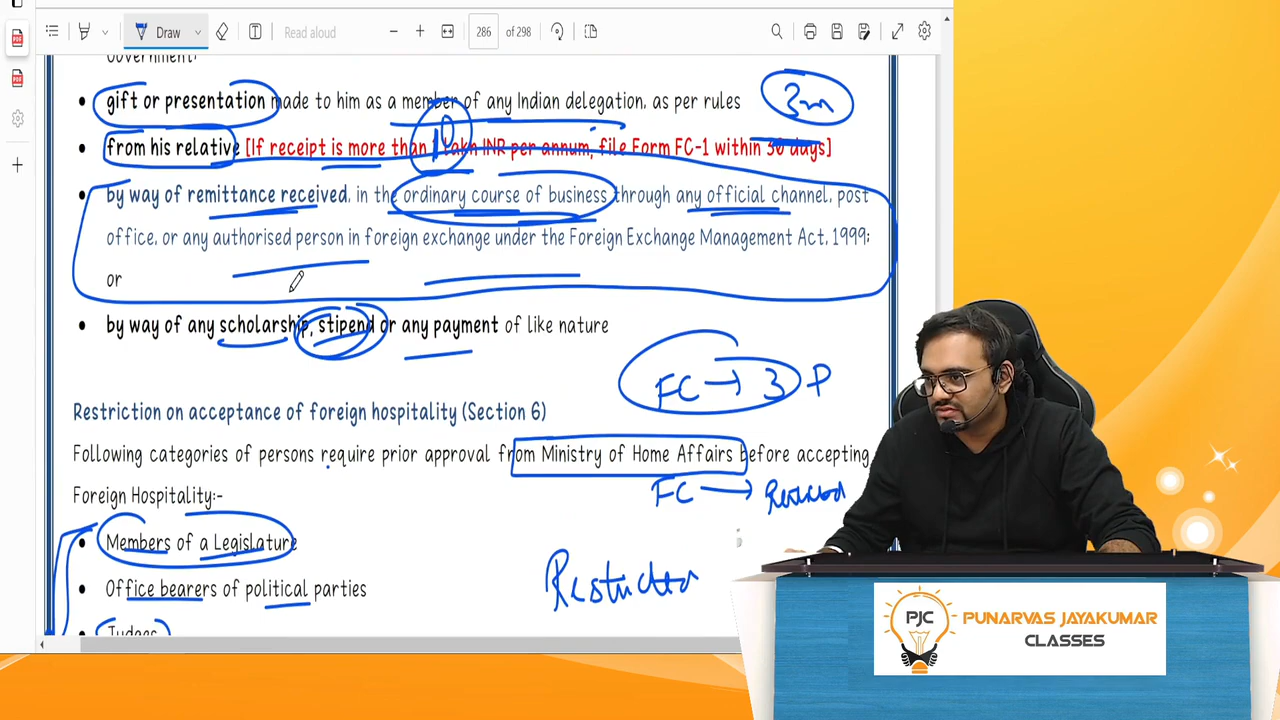 Draw
Read aloud
286 of 298
Government;
• gift or presentation made to him as a member of any Indian delegation, as per rules
3m
• from his relative [If receipt is more than lakh INR per annum, file Form FC-1 within 30 days]
10
• by way of remittance received, in the ordinary course of business through any official channel, post
office, or any authorised person in foreign exchange under the Foreign Exchange Management Act, 1999;
or
• by way of any scholarship, stipend or any payment of like nature
FC → 3 P
Restriction on acceptance of foreign hospitality (Section 6)
Following categories of persons require prior approval from Ministry of Home Affairs before accepting
Foreign Hospitality:-
FC →
• Members of a Legislature
• Office bearers of political parties
Restricted
• Judges
PJC
PUNARVAS JAYAKUMAR
CLASSES